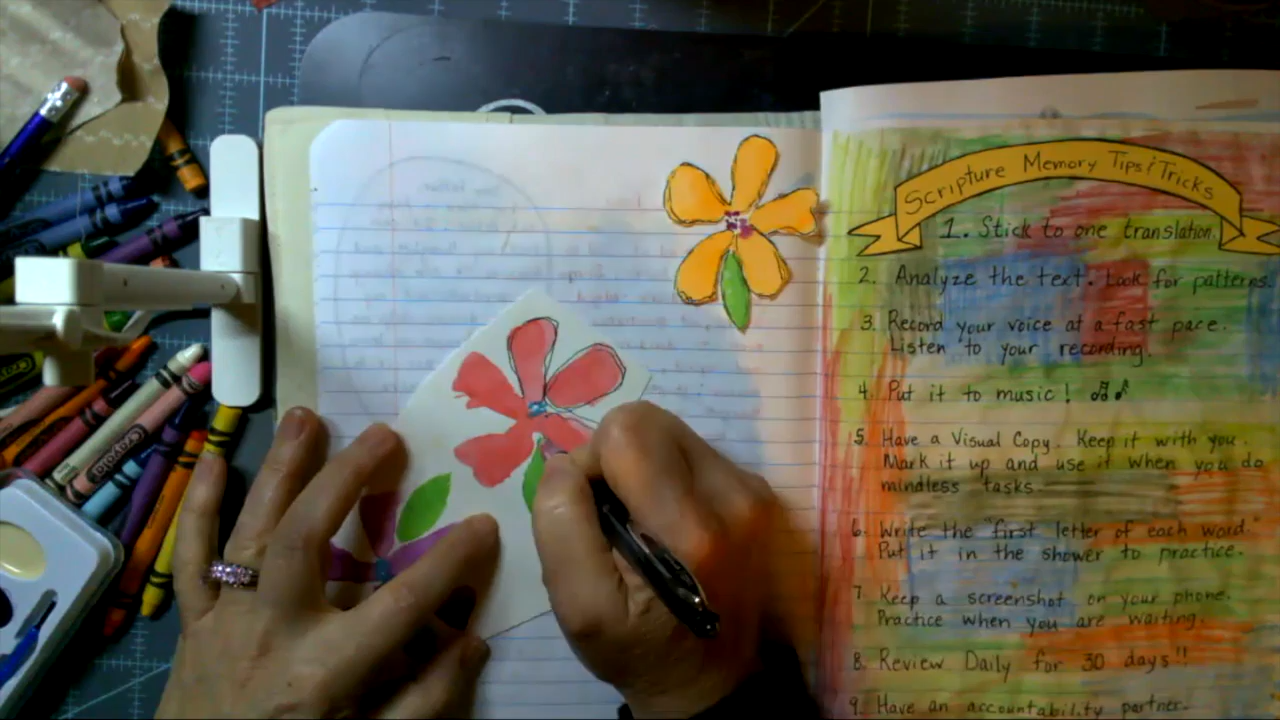 Scripture Memory Tips & Tricks
1. Stick to one translation.
2. Analyze the text. Look for patterns.
3. Record your voice at a fast pace.
Listen to your recording.
4. Put it to music!
5. Have a Visual Copy. Keep it with you.
Mark it up and use it when you do
mindless tasks.
6. Write the "first letter of each word."
Put it in the shower to practice.
7. Keep a screenshot on your phone.
Practice when you are waiting.
8. Review Daily for 30 days!!
9. Have an accountability partner.
Crayola